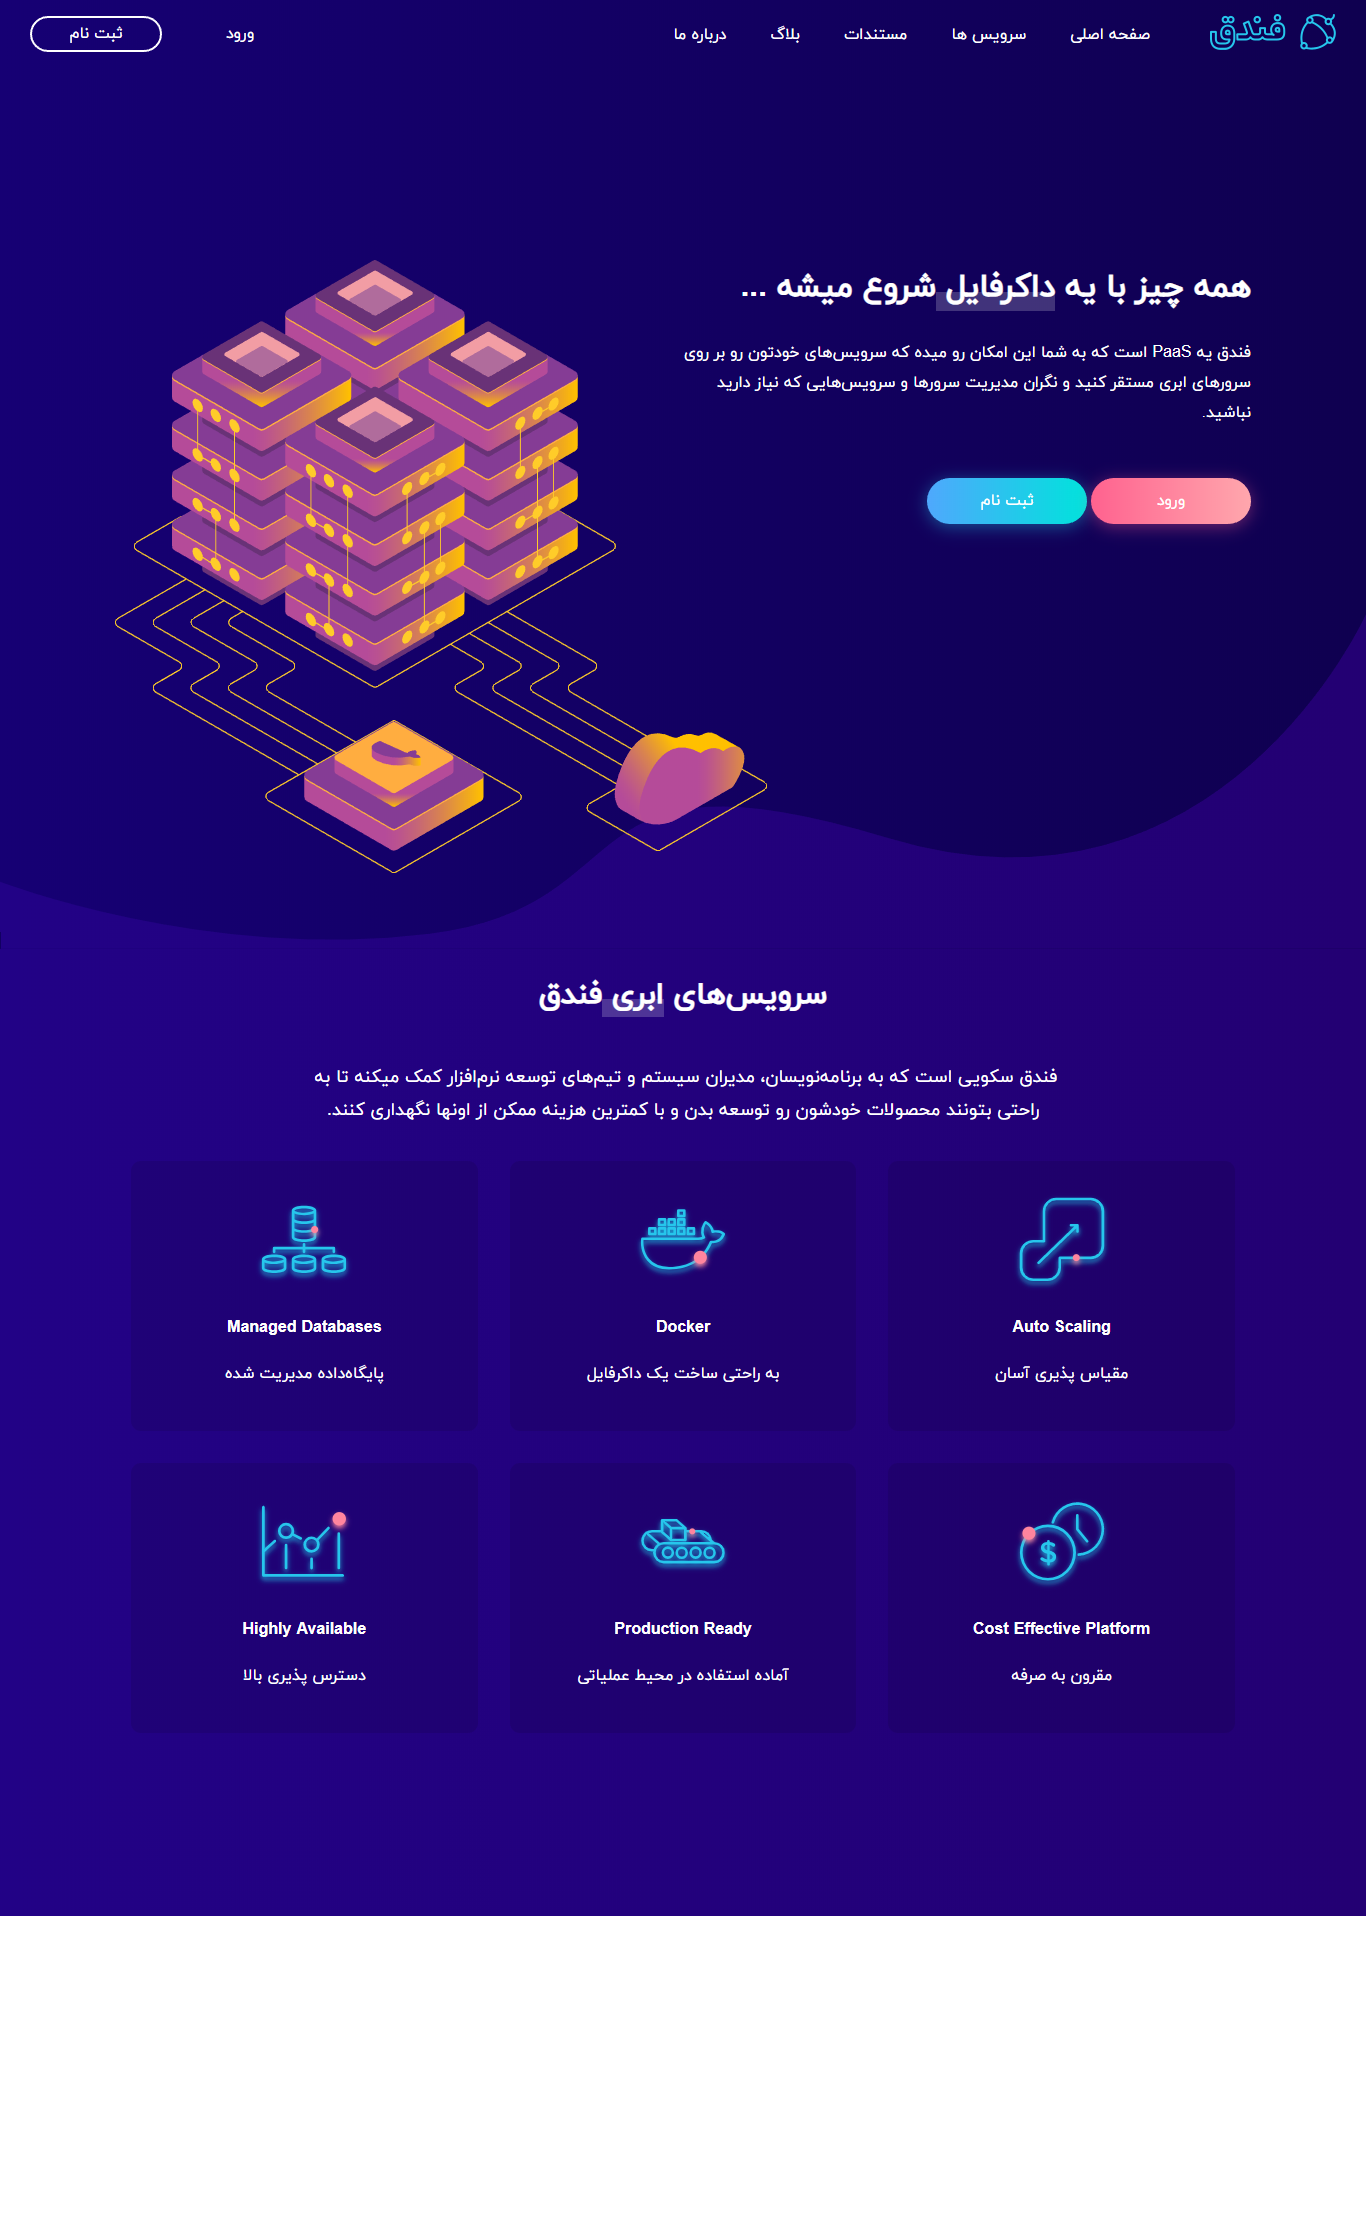 فندق
صفحه اصلی
سرویس ها
مستندات
بلاگ
درباره ما
ورود
ثبت نام
همه چیز با یه داکرفایل شروع میشه ...
فندق یه PaaS است که به شما این امکان رو میده که سرویس‌های خودتون رو بر روی
سرورهای ابری مستقر کنید و نگران مدیریت سرورها و سرویس‌هایی که نیاز دارید
نباشید.
ورود
ثبت نام
سرویس‌های ابری فندق
فندق سکویی است که به برنامه‌نویسان، مدیران سیستم و تیم‌های توسعه نرم‌افزار کمک میکنه تا به
راحتی بتونند محصولات خودشون رو توسعه بدن و با کمترین هزینه ممکن از اونها نگهداری کنند.
Auto Scaling
مقیاس پذیری آسان
Docker
به راحتی ساخت یک داکرفایل
Managed Databases
پایگاه‌داده مدیریت شده
$
Cost Effective Platform
مقرون به صرفه
Production Ready
آماده استفاده در محیط عملیاتی
Highly Available
دسترس پذیری بالا